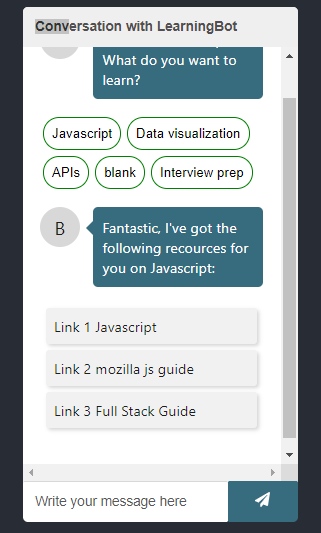 Conversation with LearningBot
What do you want to
learn?
Javascript
Data visualization
APIs
blank
Interview prep
B
Fantastic, I've got the
following recources for
you on Javascript:
Link 1 Javascript
Link 2 mozilla js guide
Link 3 Full Stack Guide
Write your message here